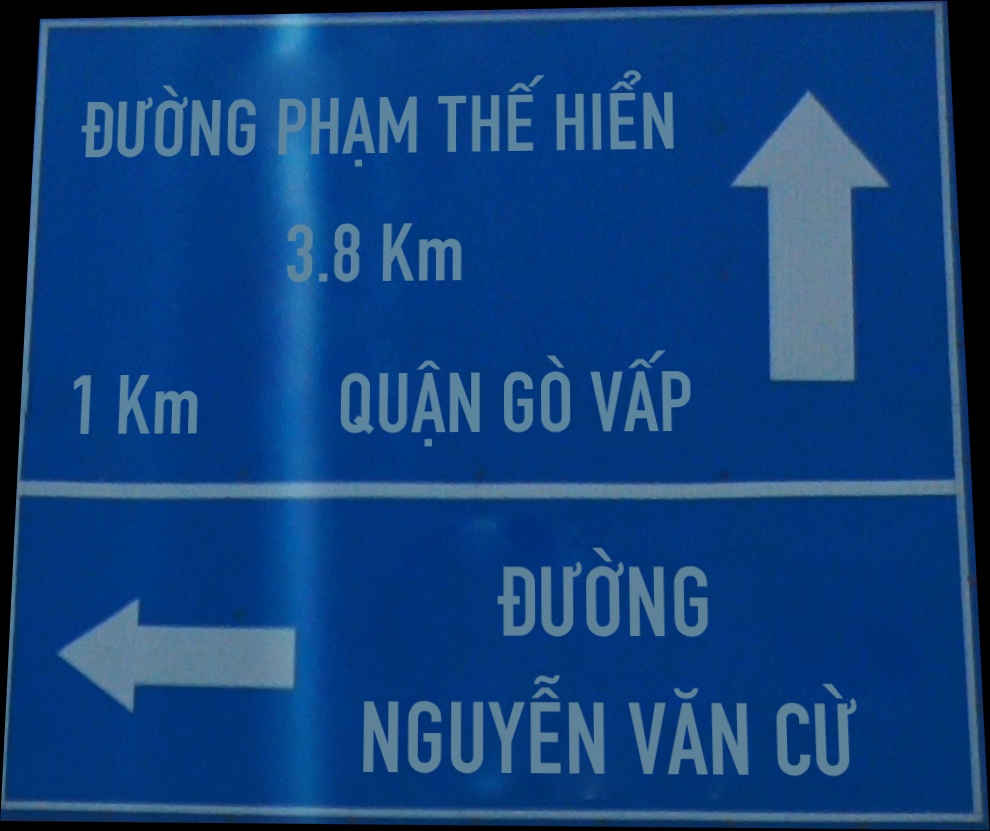 ĐƯỜNG PHẠM THẾ HIỂN
3.8 Km
1 Km QUẬN GÒ VẤP
ĐƯỜNG
NGUYỄN VĂN CỪ